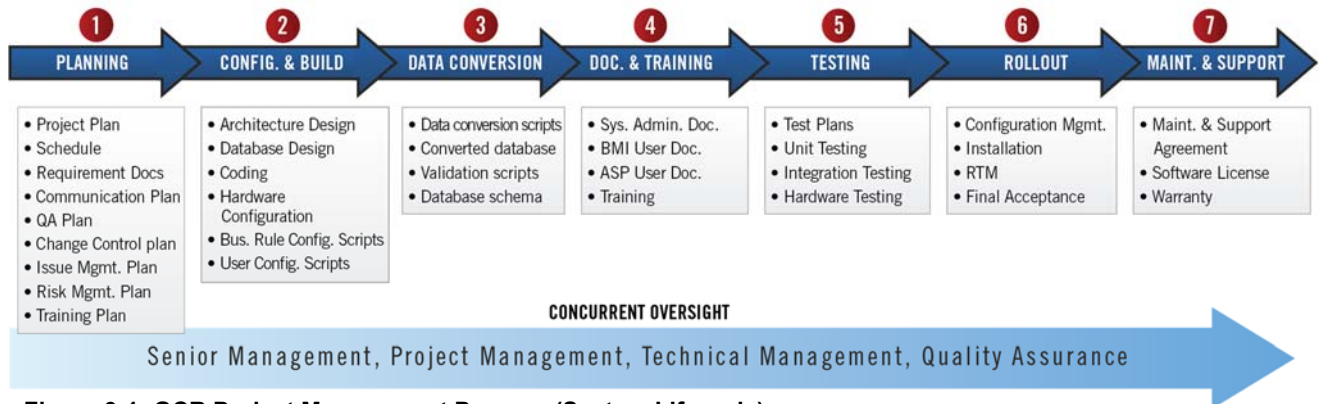 1
PLANNING
• Project Plan
• Schedule
• Requirement Docs
• Communication Plan
• QA Plan
• Change Control plan
• Issue Mgmt. Plan
• Risk Mgmt. Plan
• Training Plan
2
CONFIG. & BUILD
• Architecture Design
• Database Design
• Coding
• Hardware
Configuration
• Bus. Rule Config. Scripts
• User Config. Scripts
3
DATA CONVERSION
• Data conversion scripts
• Converted database
• Validation scripts
• Database schema
4
DOC. & TRAINING
• Sys. Admin. Doc.
• BMI User Doc.
• ASP User Doc.
• Training
5
TESTING
• Test Plans
• Unit Testing
• Integration Testing
• Hardware Testing
6
ROLLOUT
• Configuration Mgmt.
• Installation
• RTM
• Final Acceptance
7
MAINT. & SUPPORT
• Maint. & Support
Agreement
• Software License
• Warranty
CONCURRENT OVERSIGHT
Senior Management, Project Management, Technical Management, Quality Assurance